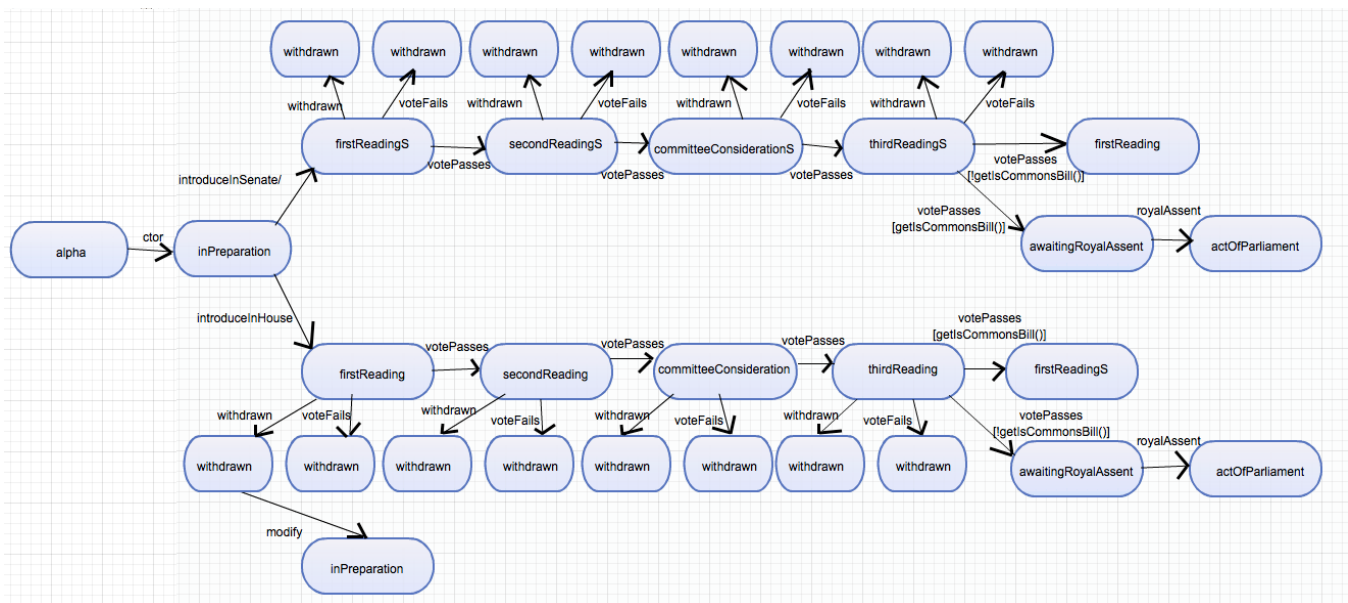 withdrawn withdrawn withdrawn withdrawn withdrawn withdrawn withdrawn withdrawn
withdrawn voteFails withdrawn voteFails withdrawn voteFails withdrawn voteFails
firstReadingS secondReadingS committeeConsiderationS thirdReadingS firstReading
votePasses votePasses votePasses votePasses
[!getIsCommonsBill()]
introduceInSenate/
votePasses
[getIsCommonsBill()]
royalAssent
alpha ctor inPreparation awaitingRoyalAssent actOfParliament
introduceInHouse
votePasses votePasses votePasses votePasses
[getIsCommonsBill()]
firstReading secondReading committeeConsideration thirdReading firstReadingS
withdrawn voteFails withdrawn voteFails withdrawn voteFails withdrawn voteFails
votePasses
[!getIsCommonsBill()]
royalAssent
withdrawn withdrawn withdrawn withdrawn withdrawn withdrawn withdrawn withdrawn awaitingRoyalAssent actOfParliament
modify
inPreparation